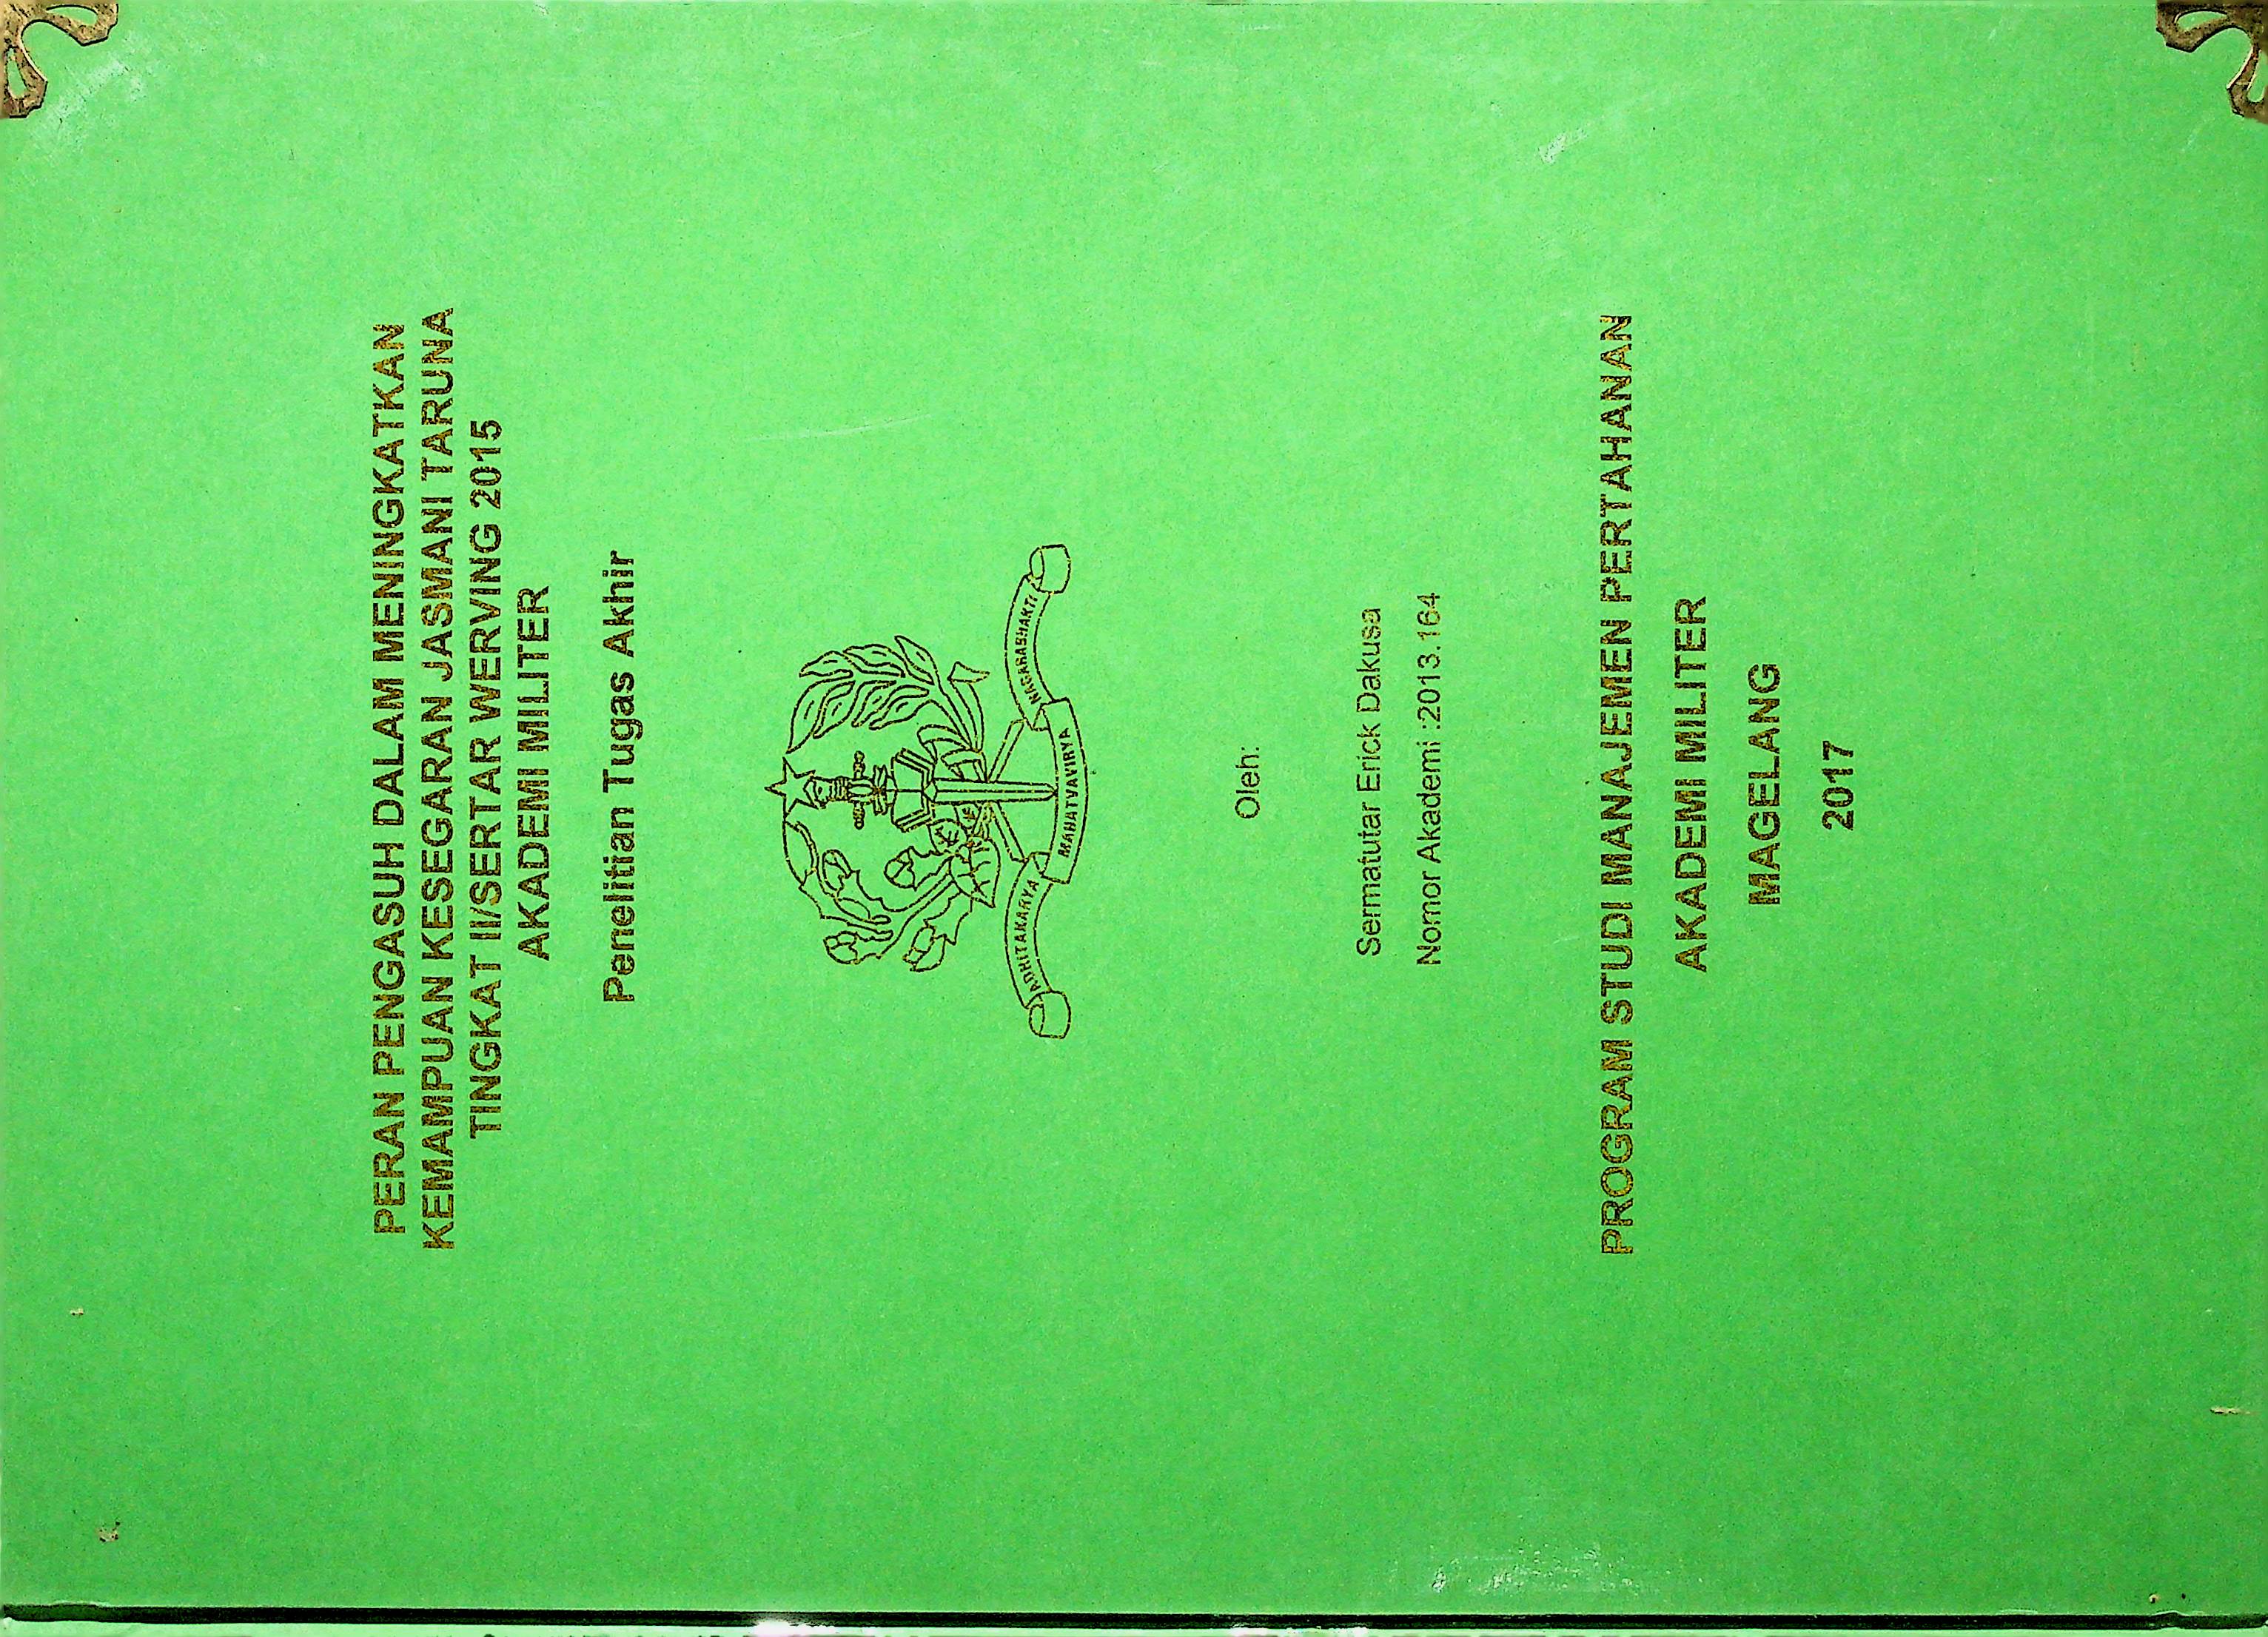 PERAN PENGASUH DALAM MENINGKATKAN
KEMAMPUAN KESEGARAN JASMANI TARUNA
TINGKAT II/SERTAR WERVING 2015
AKADEMI MILITER
Penelitian Tugas Akhir
ADHITAKARYA MAHATVAVIRYA NAGARABHAKTI
Oleh:
Sermatutar Erick Dakusa
Nomor Akademi :2013.164
PROGRAM STUDI MANAJEMEN PERTAHANAN
AKADEMI MILITER
MAGELANG
2017